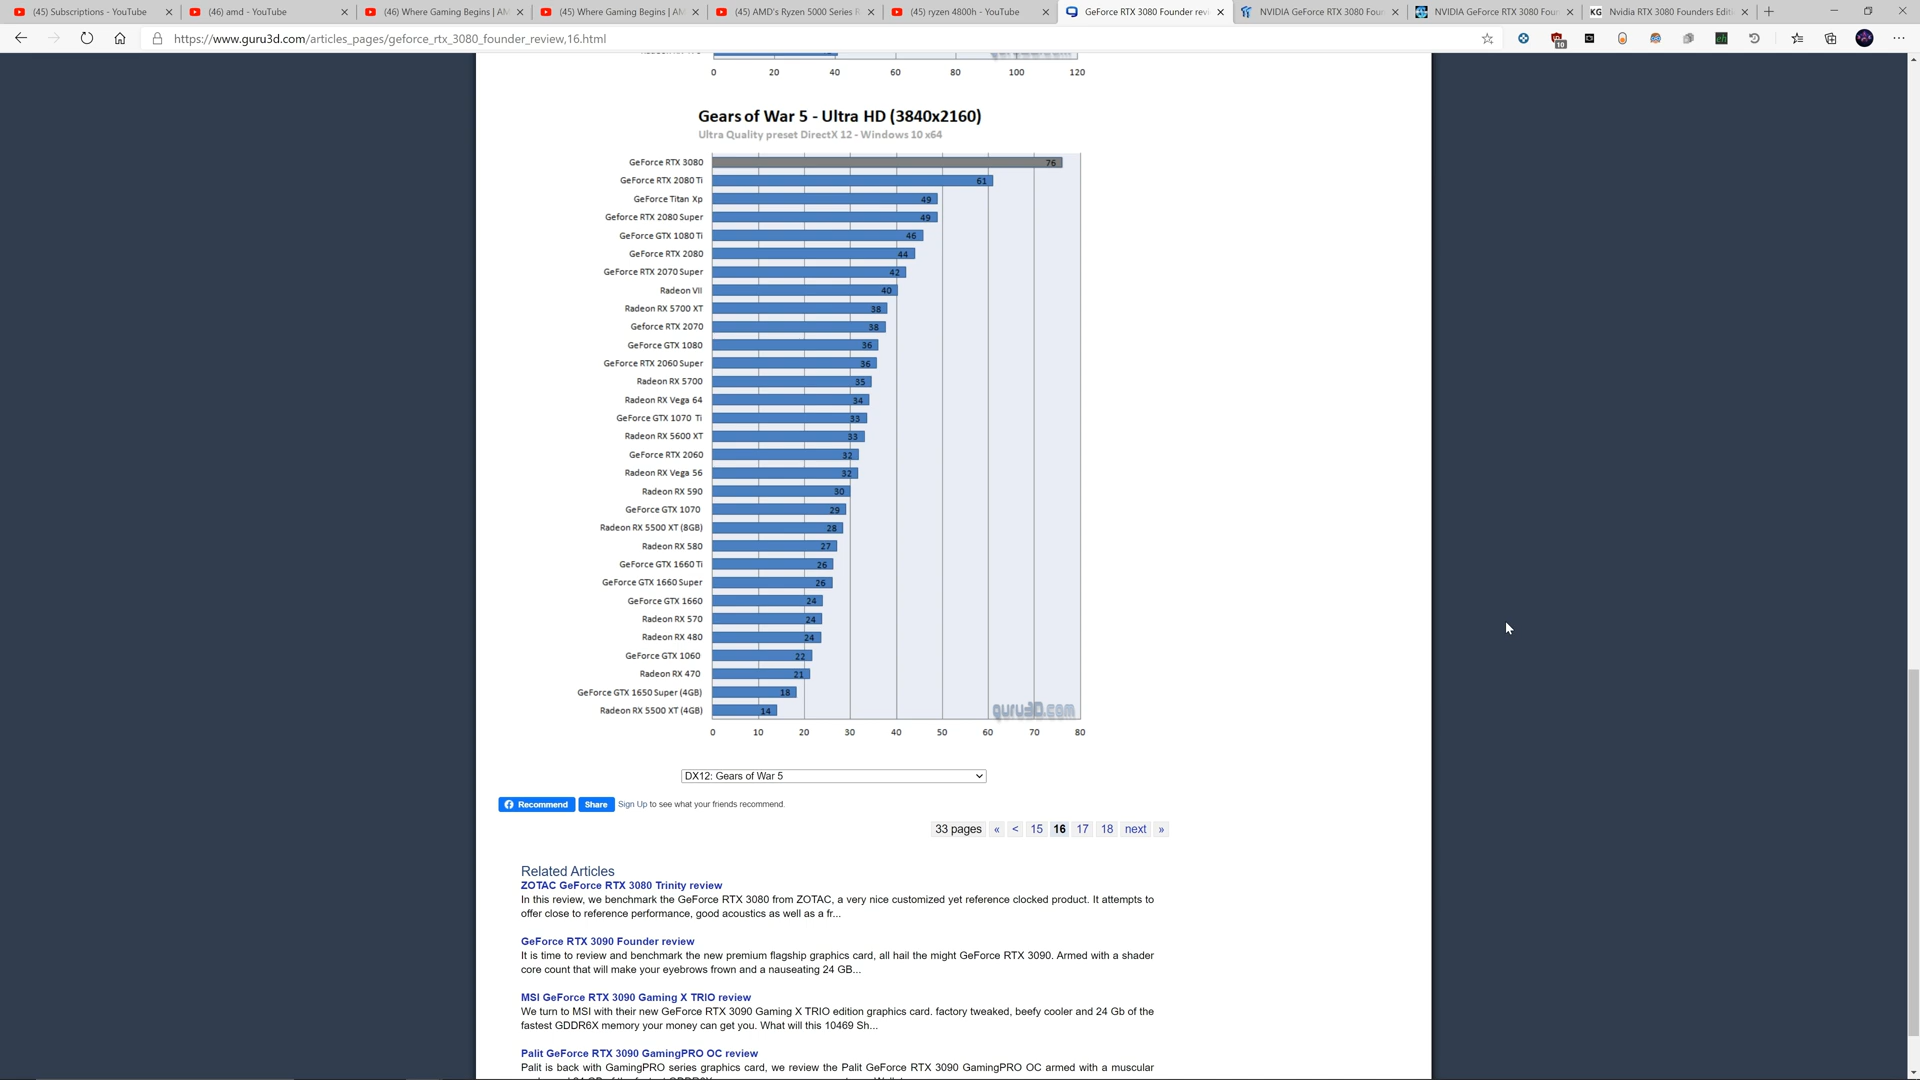 (45) Subscriptions - YouTube
(46) amd - YouTube
(46) Where Gaming Begins | AM
(45) Where Gaming Begins | AM
(45) AMD's Ryzen 5000 Series R
(45) ryzen 4800h - YouTube
GeForce RTX 3080 Founder revi
NVIDIA GeForce RTX 3080 Foun
NVIDIA GeForce RTX 3080 Foun
KG Nvidia RTX 3080 Founders Editi
https://www.guru3d.com/articles_pages/geforce_rtx_3080_founder_review,16.html
10
0 20 40 60 80 100 120
Gears of War 5 - Ultra HD (3840x2160)
Ultra Quality preset DirectX 12 - Windows 10 x64
GeForce RTX 3080 76
GeForce RTX 2080 Ti 61
GeForce Titan Xp 49
Geforce RTX 2080 Super 49
GeForce GTX 1080 Ti 46
GeForce RTX 2080 44
GeForce RTX 2070 Super 42
Radeon VII 40
Radeon RX 5700 XT 38
Geforce RTX 2070 38
GeForce GTX 1080 36
GeForce RTX 2060 Super 36
Radeon RX 5700 35
Radeon RX Vega 64 34
GeForce GTX 1070 Ti 33
Radeon RX 5600 XT 33
GeForce RTX 2060 32
Radeon RX Vega 56 32
Radeon RX 590 30
GeForce GTX 1070 29
Radeon RX 5500 XT (8GB) 28
Radeon RX 580 27
GeForce GTX 1660 Ti 26
GeForce GTX 1660 Super 26
GeForce GTX 1660 24
Radeon RX 570 24
Radeon RX 480 24
GeForce GTX 1060 22
Radeon RX 470 21
GeForce GTX 1650 Super (4GB) 18
Radeon RX 5500 XT (4GB) 14
guru3D.com
0 10 20 30 40 50 60 70 80
DX12: Gears of War 5
Recommend Share Sign Up to see what your friends recommend.
33 pages « < 15 16 17 18 next »
Related Articles
ZOTAC GeForce RTX 3080 Trinity review
In this review, we benchmark the GeForce RTX 3080 from ZOTAC, a very nice customized yet reference clocked product. It attempts to
offer close to reference performance, good acoustics as well as a fr...
GeForce RTX 3090 Founder review
It is time to review and benchmark the new premium flagship graphics card, all hail the might GeForce RTX 3090. Armed with a shader
core count that will make your eyebrows frown and a nauseating 24 GB...
MSI GeForce RTX 3090 Gaming X TRIO review
We turn to MSI with their new GeForce RTX 3090 Gaming X TRIO edition graphics card. factory tweaked, beefy cooler and 24 Gb of the
fastest GDDR6X memory your money can get you. What will this 10469 Sh...
Palit GeForce RTX 3090 GamingPRO OC review
Palit is back with GamingPRO series graphics card, we review the Palit GeForce RTX 3090 GamingPRO OC armed with a muscular